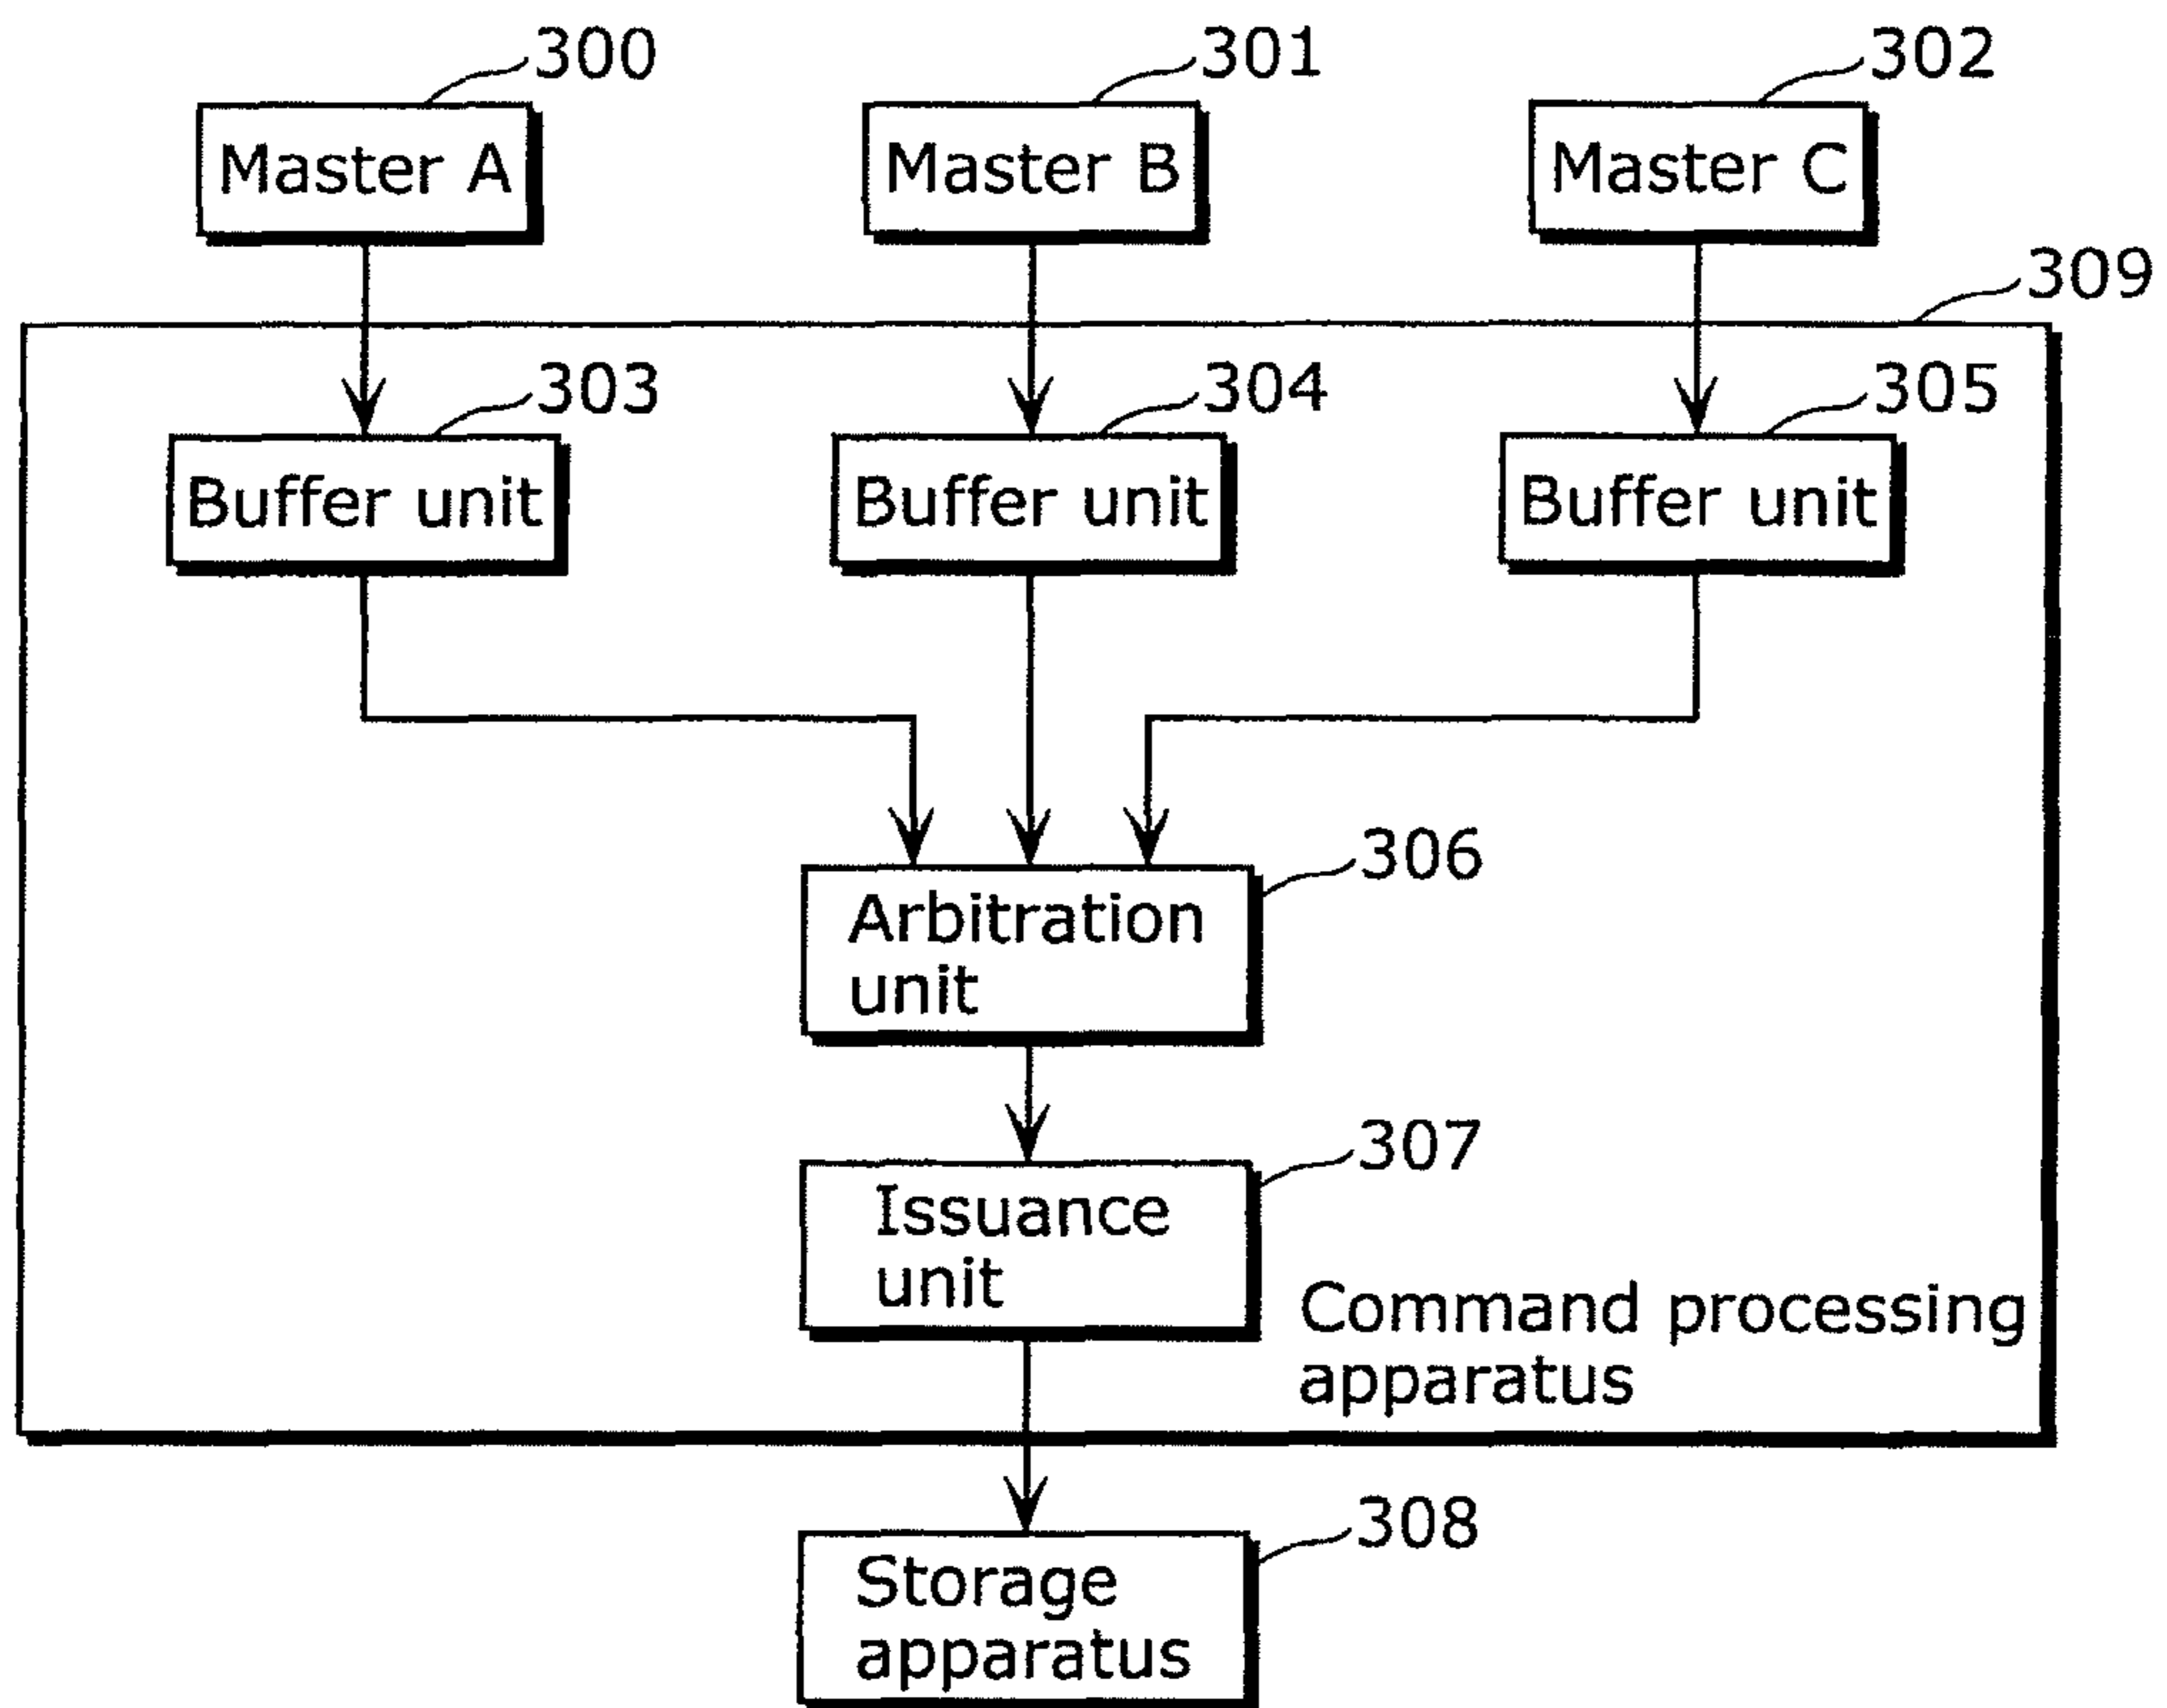 300
301
302
Master A
Master B
Master C
309
303
304
305
Buffer unit
Buffer unit
Buffer unit
306
Arbitration
unit
307
Issuance
unit
Command processing
apparatus
308
Storage
apparatus